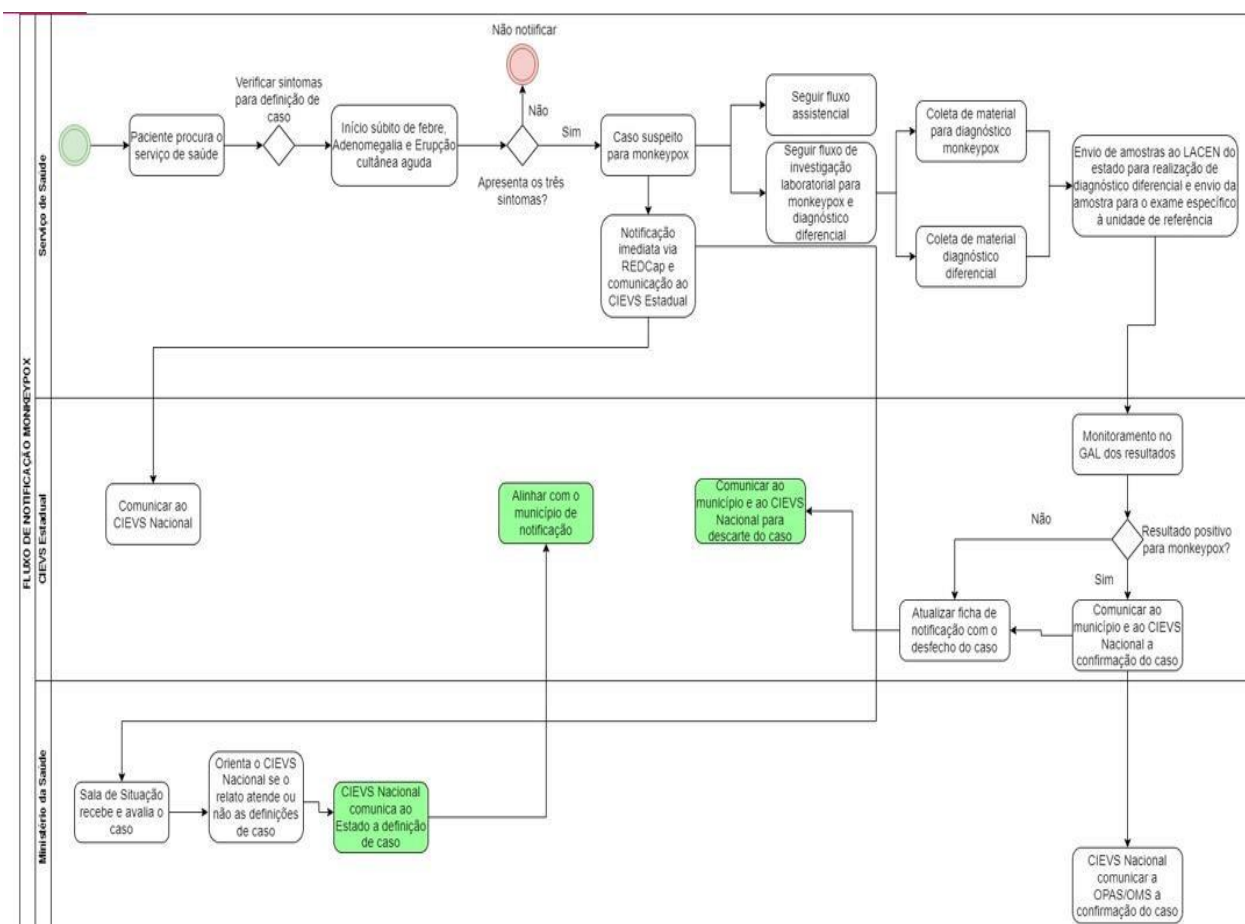 FLUXO DE NOTIFICAÇÃO MONKEYPOX
Serviço de Saúde
Paciente procura o
serviço de saúde
Verificar sintomas
para definição de
caso
Início súbito de febre,
Adenomegalia e Erupção
cultánea aguda
Não notiificar
Não
Sim
Apresenta os três
sintomas?
Caso suspeito
para monkeypox
Seguir fluxo
assistencial
Seguir fluxo de
investigação
laboratorial para
monkeypox e
diagnóstico
diferencial
Coleta de material
para diagnóstico
monkeypox
Coleta de material
diagnóstico
diferencial
Envio de amostras ao LACEN do
estado para realização de
diagnóstico diferencial e envio da
amostra para o exame específico
à unidade de referência
Notificação
imediata via
REDCap e
comunicação ao
CIEVS Estadual
CIEVS Estadual
Comunicar ao
CIEVS Nacional
Alinhar com o
município de
notificação
Comunicar ao
município e ao CIEVS
Nacional para
descarte do caso
Monitoramento no
GAL dos resultados
Não
Resultado positivo
para monkeypox?
Sim
Atualizar ficha de
notificação com o
desfecho do caso
Comunicar ao
município e ao CIEVS
Nacional a
confirmação do caso
Ministério da Saúde
Sala de Situação
recebe e avalia o
caso
Orienta o CIEVS
Nacional se o
relato atende ou
não as definições
de caso
CIEVS Nacional
comunica ao
Estado a definição
de caso
CIEVS Nacional
comunicar a
OPAS/OMS a
confirmação do caso